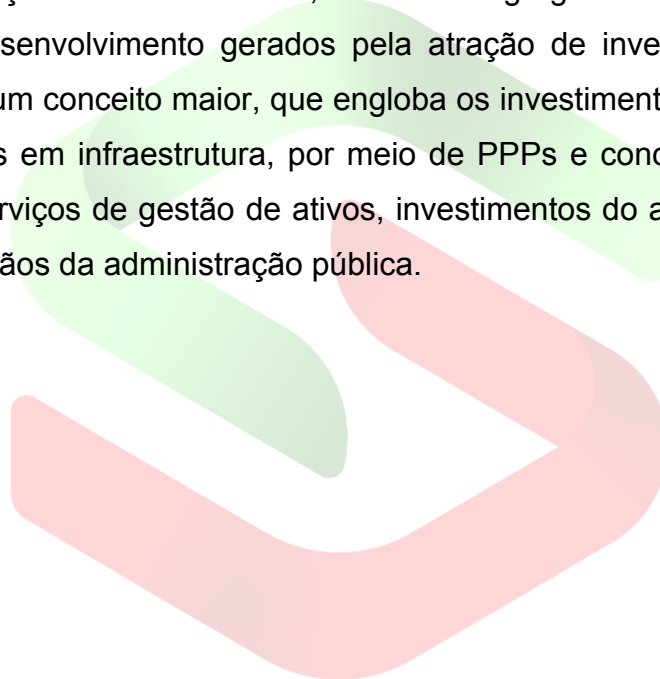 senvolvimento gerados pela atração de inve
um conceito maior, que engloba os investiment
s em infraestrutura, por meio de PPPs e conc
rviços de gestão de ativos, investimentos do a
ãos da administração pública.